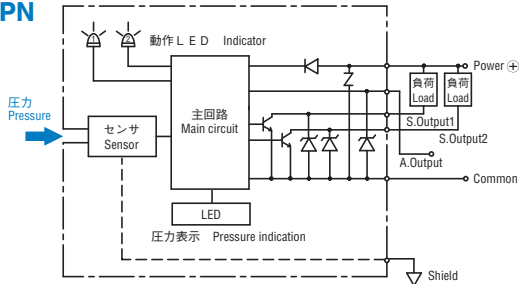 PN
1
2
動作ＬＥＤ Indicator
Power ⊕
負荷
Load
負荷
Load
圧力
Pressure
主回路
Main circuit
センサ
Sensor
S.Output1
S.Output2
A.Output
Common
LED
圧力表示 Pressure indication
Shield